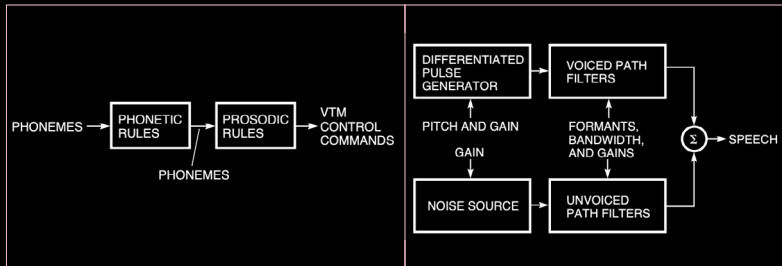 PHONEMES
PHONETIC
RULES
PROSODIC
RULES
VTM
CONTROL
COMMANDS
PHONEMES
DIFFERENTIATED
PULSE
GENERATOR
VOICED PATH
FILTERS
PITCH AND GAIN
GAIN
FORMANTS,
BANDWIDTH,
AND GAINS
Σ
SPEECH
NOISE SOURCE
UNVOICED
PATH FILTERS